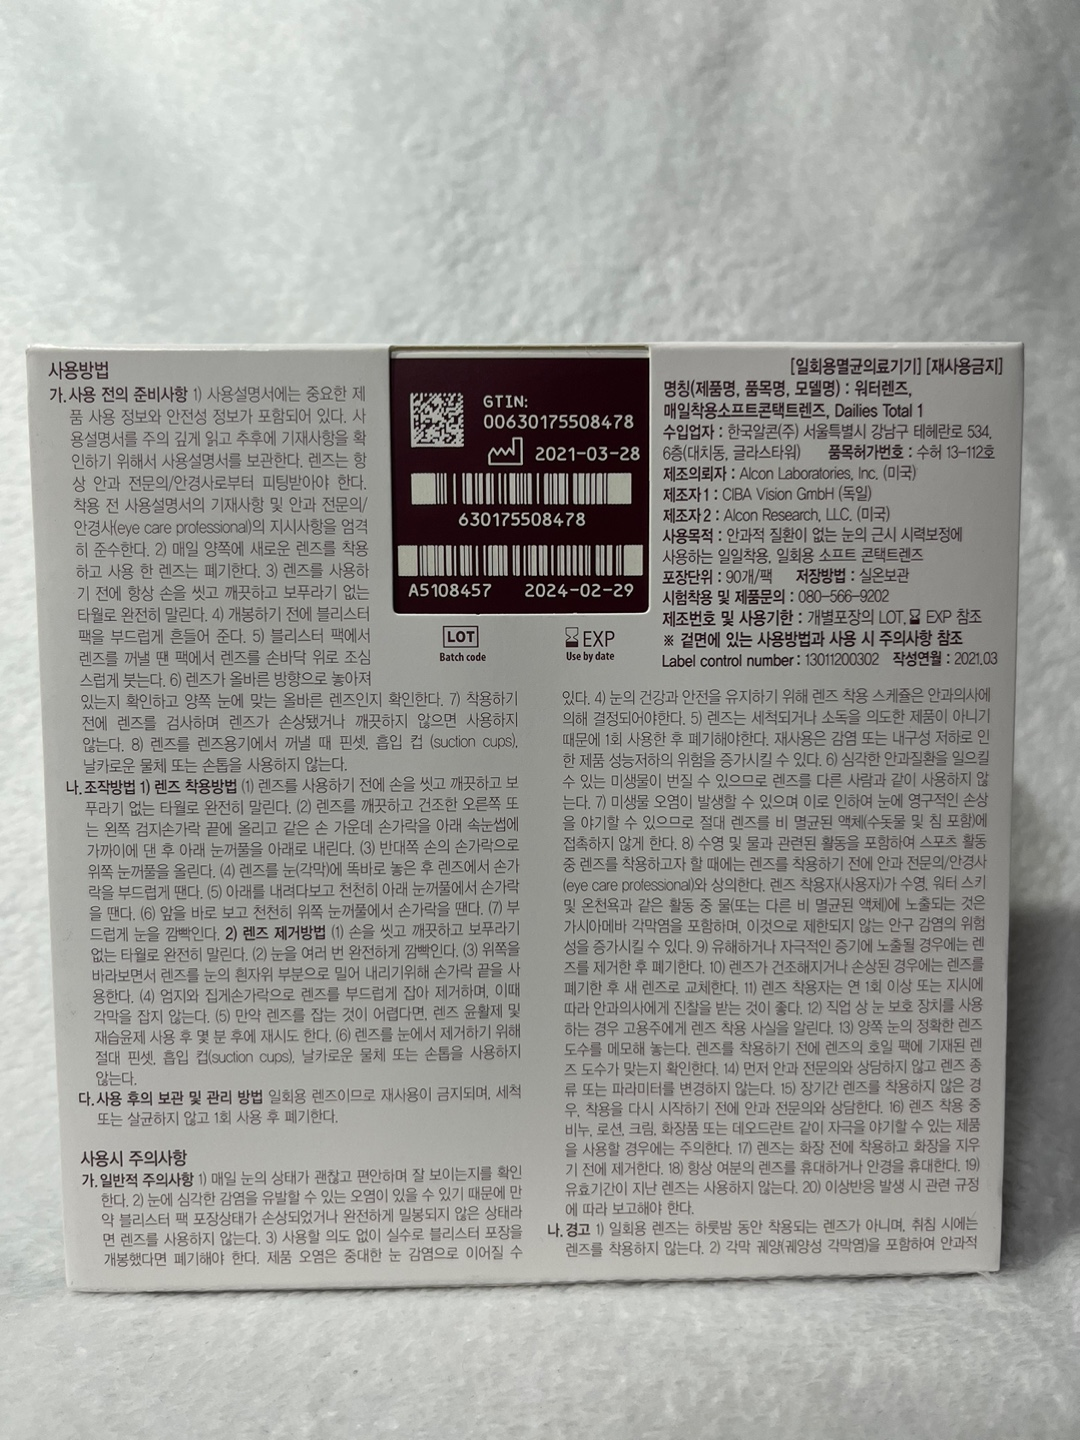 사용방법
가. 사용 전의 준비사항 1) 사용설명서에는 중요한 제
품 사용 정보와 안전성 정보가 포함되어 있다. 사
용설명서를 주의 깊게 읽고 추후에 기재사항을 확
인하기 위해서 사용설명서를 보관한다. 렌즈는 항
상 안과 전문의/안경사로부터 피팅받아야 한다.
착용 전 사용설명서의 기재사항 및 안과 전문의/
안경사(eye care professional)의 지시사항을 엄격
히 준수한다. 2) 매일 양쪽에 새로운 렌즈를 착용
하고 사용 한 렌즈는 폐기한다. 3) 렌즈를 사용하
기 전에 항상 손을 씻고 깨끗하고 보푸라기 없는
타월로 완전히 말린다. 4) 개봉하기 전에 블리스터
팩을 부드럽게 흔들어 준다. 5) 블리스터 팩에서
렌즈를 꺼낼 땐 팩에서 렌즈를 손바닥 위로 조심
스럽게 붓는다. 6) 렌즈가 올바른 방향으로 놓아져
있는지 확인하고 양쪽 눈에 맞는 올바른 렌즈인지 확인한다. 7) 착용하기
전에 렌즈를 검사하며 렌즈가 손상됐거나 깨끗하지 않으면 사용하지
않는다. 8) 렌즈를 렌즈용기에서 꺼낼 때 핀셋, 흡입 컵 (suction cups),
날카로운 물체 또는 손톱을 사용하지 않는다.
나. 조작방법 1) 렌즈 착용방법 (1) 렌즈를 사용하기 전에 손을 씻고 깨끗하고 보
푸라기 없는 타월로 완전히 말린다. (2) 렌즈를 깨끗하고 건조한 오른쪽 또
는 왼쪽 검지손가락 끝에 올리고 같은 손 가운데 손가락을 아래 속눈썹에
가까이에 댄 후 아래 눈꺼풀을 아래로 내린다. (3) 반대쪽 손의 손가락으로
위쪽 눈꺼풀을 올린다. (4) 렌즈를 눈(각막)에 똑바로 놓은 후 렌즈에서 손가
락을 부드럽게 땐다. (5) 아래를 내려다보고 천천히 아래 눈꺼풀에서 손가락
을 땐다. (6) 앞을 바로 보고 천천히 위쪽 눈꺼풀에서 손가락을 땐다. (7) 부
드럽게 눈을 깜빡인다. 2) 렌즈 제거방법 (1) 손을 씻고 깨끗하고 보푸라기
없는 타월로 완전히 말린다. (2) 눈을 여러 번 완전하게 깜빡인다. (3) 위쪽을
바라보면서 렌즈를 눈의 흰자위 부분으로 밀어 내리기위해 손가락 끝을 사
용한다. (4) 엄지와 집게손가락으로 렌즈를 부드럽게 잡아 제거하며, 이때
각막을 잡지 않는다. (5) 만약 렌즈를 잡는 것이 어렵다면, 렌즈 윤활제 및
재습윤제 사용 후 몇 분 후에 재시도 한다. (6) 렌즈를 눈에서 제거하기 위해
절대 핀셋, 흡입 컵(suction cups), 날카로운 물체 또는 손톱을 사용하지
않는다.
다. 사용 후의 보관 및 관리 방법 일회용 렌즈이므로 재사용이 금지되며, 세척
또는 살균하지 않고 1회 사용 후 폐기한다.
사용시 주의사항
가. 일반적 주의사항 1) 매일 눈의 상태가 괜찮고 편안하며 잘 보이는지를 확인
한다. 2) 눈에 심각한 감염을 유발할 수 있는 오염이 있을 수 있기 때문에 만
약 블리스터 팩 포장상태가 손상되었거나 완전하게 밀봉되지 않은 상태라
면 렌즈를 사용하지 않는다. 3) 사용할 의도 없이 실수로 블리스터 포장을
개봉했다면 폐기해야 한다. 제품 오염은 중대한 눈 감염으로 이어질 수
GTIN:
00630175508478
2021-03-28
630175508478
A5108457 2024-02-29
LOT EXP
Batch code Use by date
[일회용멸균의료기기] [재사용금지]
명칭(제품명, 품목명, 모델명) : 워터렌즈,
매일착용소프트콘택트렌즈, Dailies Total 1
수입업자 : 한국알콘(주) 서울특별시 강남구 테헤란로 534,
6층(대치동, 글라스타워) 품목허가번호 : 수허 13-112호
제조의뢰자 : Alcon Laboratories, Inc. (미국)
제조자 1 : CIBA Vision GmbH (독일)
제조자 2 : Alcon Research, LLC. (미국)
사용목적 : 안과적 질환이 없는 눈의 근시 시력보정에
사용하는 일일착용, 일회용 소프트 콘택트렌즈
포장단위 : 90개/팩 저장방법 : 실온보관
시험착용 및 제품문의 : 080-566-9202
제조번호 및 사용기한 : 개별포장의 LOT, EXP 참조
※ 겉면에 있는 사용방법과 사용 시 주의사항 참조
Label control number : 13011200302 작성연월 : 2021.03
있다. 4) 눈의 건강과 안전을 유지하기 위해 렌즈 착용 스케쥴은 안과의사에
의해 결정되어야한다. 5) 렌즈는 세척되거나 소독을 의도한 제품이 아니기
때문에 1회 사용한 후 폐기해야한다. 재사용은 감염 또는 내구성 저하로 인
한 제품 성능저하의 위험을 증가시킬 수 있다. 6) 심각한 안과질환을 일으킬
수 있는 미생물이 번질 수 있으므로 렌즈를 다른 사람과 같이 사용하지 않
는다. 7) 미생물 오염이 발생할 수 있으며 이로 인하여 눈에 영구적인 손상
을 야기할 수 있으므로 절대 렌즈를 비 멸균된 액체(수돗물 및 침 포함)에
접촉하지 않게 한다. 8) 수영 및 물과 관련된 활동을 포함하여 스포츠 활동
중 렌즈를 착용하고자 할 때에는 렌즈를 착용하기 전에 안과 전문의/안경사
(eye care professional)와 상의한다. 렌즈 착용자(사용자)가 수영, 워터 스키
및 온천욕과 같은 활동 중 물(또는 다른 비 멸균된 액체)에 노출되는 것은
가시아메바 각막염을 포함하며, 이것으로 제한되지 않는 안구 감염의 위험
성을 증가시킬 수 있다. 9) 유해하거나 자극적인 증기에 노출될 경우에는 렌
즈를 제거한 후 폐기한다. 10) 렌즈가 건조해지거나 손상된 경우에는 렌즈를
폐기한 후 새 렌즈로 교체한다. 11) 렌즈 착용자는 연 1회 이상 또는 지시에
따라 안과의사에게 진찰을 받는 것이 좋다. 12) 직업 상 눈 보호 장치를 사용
하는 경우 고용주에게 렌즈 착용 사실을 알린다. 13) 양쪽 눈의 정확한 렌즈
도수를 메모해 놓는다. 렌즈를 착용하기 전에 렌즈의 호일 팩에 기재된 렌
즈 도수가 맞는지 확인한다. 14) 먼저 안과 전문의와 상담하지 않고 렌즈 종
류 또는 파라미터를 변경하지 않는다. 15) 장기간 렌즈를 착용하지 않은 경
우, 착용을 다시 시작하기 전에 안과 전문의와 상담한다. 16) 렌즈 착용 중
비누, 로션, 크림, 화장품 또는 데오드란트 같이 자극을 야기할 수 있는 제품
을 사용할 경우에는 주의한다. 17) 렌즈는 화장 전에 착용하고 화장을 지우
기 전에 제거한다. 18) 항상 여분의 렌즈를 휴대하거나 안경을 휴대한다. 19)
유효기간이 지난 렌즈는 사용하지 않는다. 20) 이상반응 발생 시 관련 규정
에 따라 보고해야 한다.
나. 경고 1) 일회용 렌즈는 하룻밤 동안 착용되는 렌즈가 아니며, 취침 시에는
렌즈를 착용하지 않는다. 2) 각막 궤양(궤양성 각막염)을 포함하여 안과적